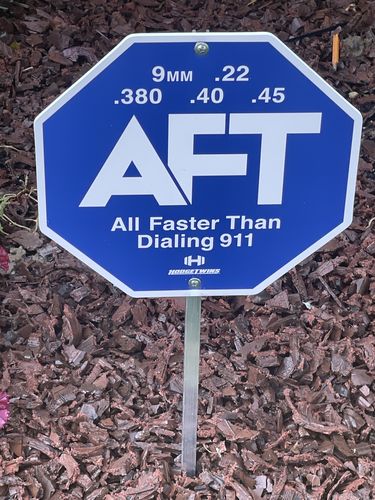 9MM .22
.380 .40 .45
AFT
All Faster Than
Dialing 911
HODGETWINS